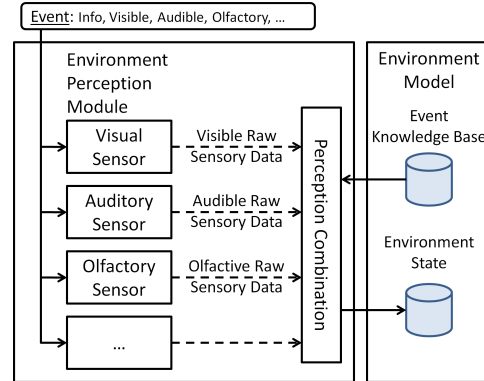 Event: Info, Visible, Audible, Olfactory, ...
Environment
Perception
Module
Visual
Sensor
Visible Raw
Sensory Data
Auditory
Sensor
Audible Raw
Sensory Data
Olfactory
Sensor
Olfactive Raw
Sensory Data
...
Perception Combination
Environment
Model
Event
Knowledge Base
Environment
State